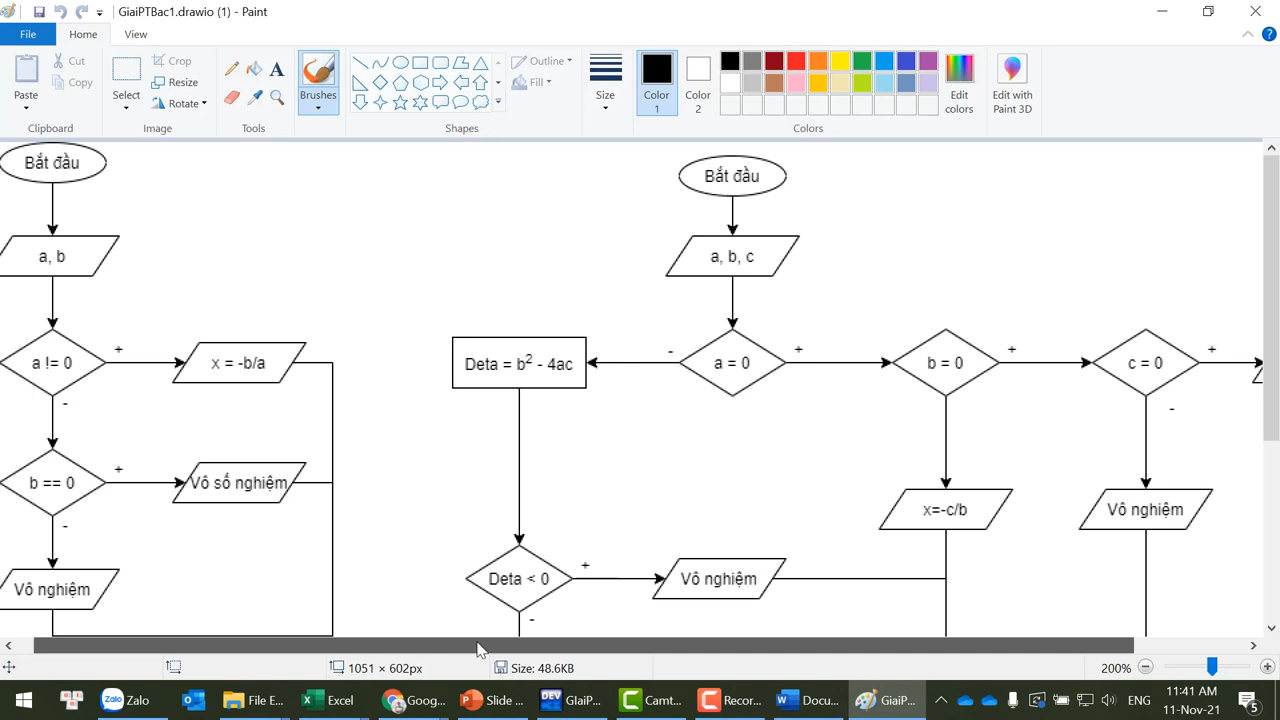 GiaiPTBac1.drawio (1) - Paint
File
Home
View
Paste
Cut
Copy
Clipboard
Select
Crop
Resize
Rotate
Image
A
Tools
Brushes
Outline
Fill
Shapes
Size
Color
1
Color
2
Edit
colors
Colors
Edit with
Paint 3D
Bắt đầu
a, b
a != 0
+
x = -b/a
-
b == 0
+
Vô số nghiệm
-
Vô nghiệm
Bắt đầu
a, b, c
Deta = b² - 4ac
-
a = 0
+
b = 0
+
c = 0
+
-
x=-c/b
Vô nghiệm
Deta < 0
+
Vô nghiệm
-
1051 × 602px
Size: 48.6KB
200%
Zalo
File E...
Excel
Goog...
Slide ...
DEV
GIaiP...
Camt...
Recor...
Docu...
GIaiP...
ENG
11:41 AM
11-Nov-21
5